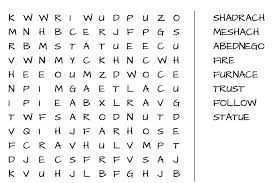 K W W R I W U D P U Z O
M N H B C E R J F P G S
R B M S T A T U E E C U
V W N M Y C K H N C W H
H E E O U M Z D W O C E
N P I M G A E T L A C U
I P I E A B X L R A V G
T W F S A R O D N U T D
V Q I H J F A R H O S E
F C R A V H U L V M P T
D J E C S F R F V S A J
K V U H J L B F G H J B
SHADRACH
MESHACH
ABEDNEGO
FIRE
FURNACE
TRUST
FOLLOW
STATUE